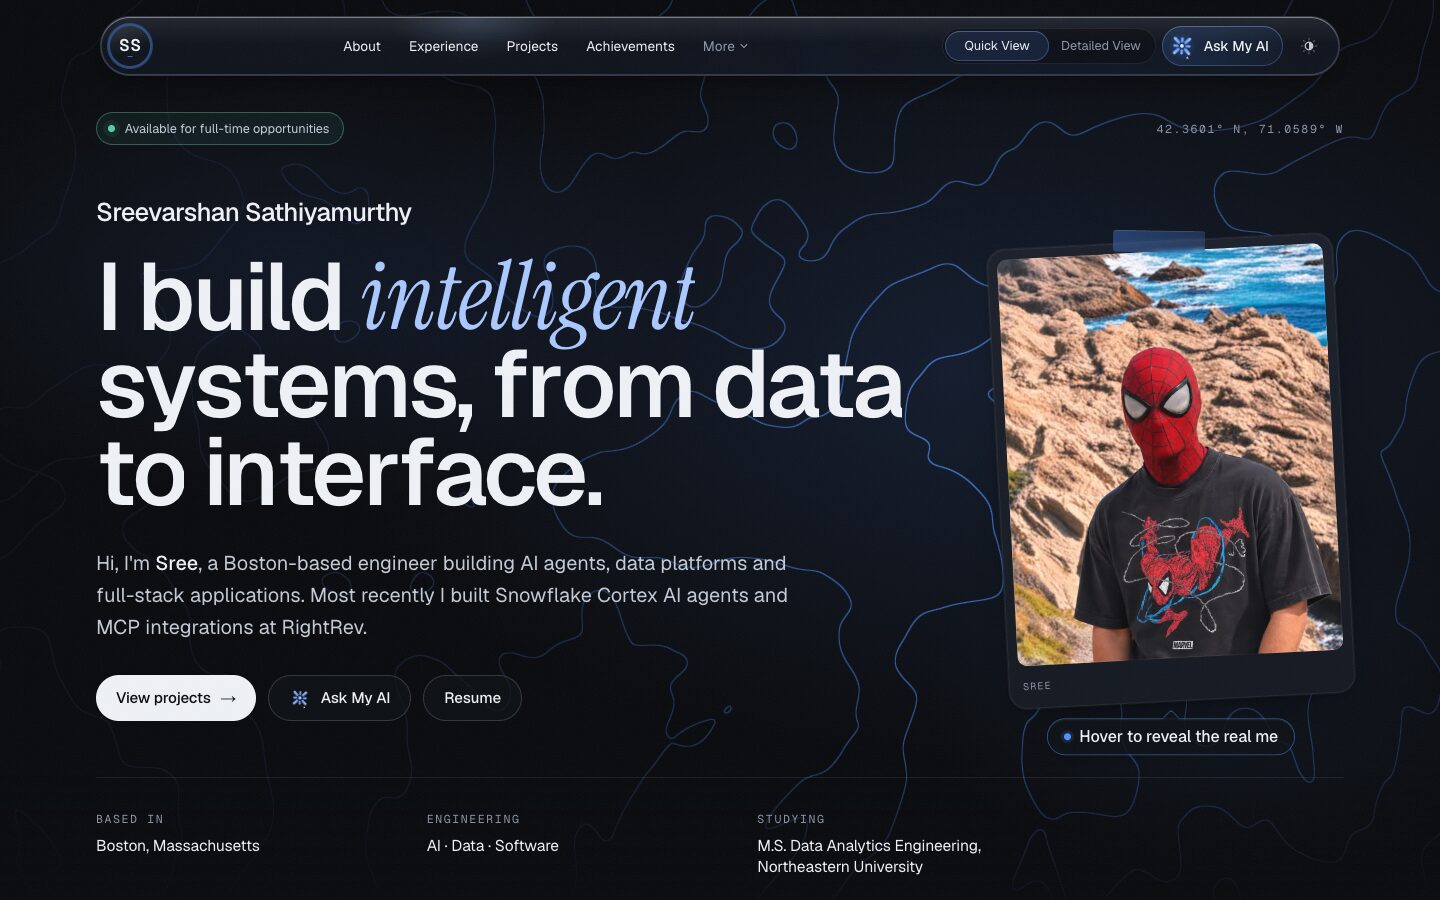 SS
About
Experience
Projects
Achievements
More
Quick View
Detailed View
Ask My AI
Available for full-time opportunities
42.3601° N, 71.0589° W
Sreevarshan Sathiyamurthy
I build intelligent
systems, from data
to interface.
Hi, I'm Sree, a Boston-based engineer building AI agents, data platforms and
full-stack applications. Most recently I built Snowflake Cortex AI agents and
MCP integrations at RightRev.
View projects →
Ask My AI
Resume
MARVEL
SREE
Hover to reveal the real me
BASED IN
Boston, Massachusetts
ENGINEERING
AI · Data · Software
STUDYING
M.S. Data Analytics Engineering,
Northeastern University